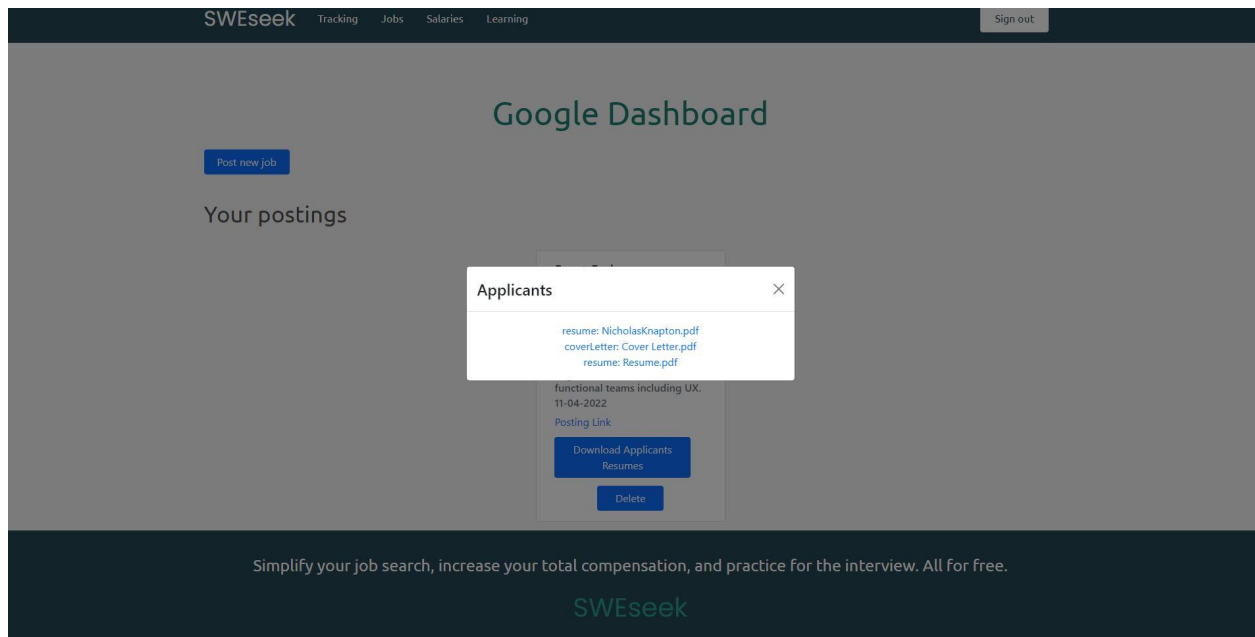 SWEseek Tracking Jobs Salaries Learning Sign out
Google Dashboard
Post new job
Your postings
Applicants
resume: NicholasKnapton.pdf
coverLetter: Cover Letter.pdf
resume: Resume.pdf
functional teams including UX.
11-04-2022
Posting Link
Download Applicants
Resumes
Delete
Simplify your job search, increase your total compensation, and practice for the interview. All for free.
SWEseek